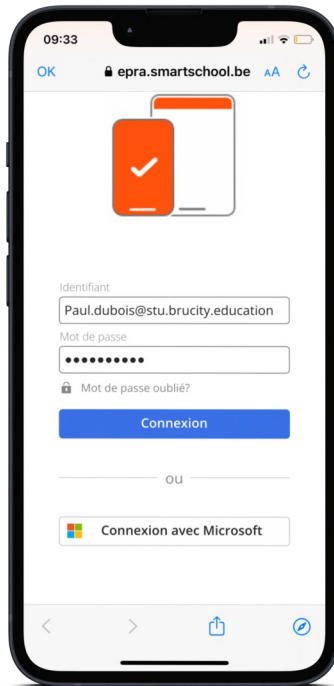 09:33
OK epra.smartschool.be AA
Identifiant
Paul.dubois@stu.brucity.education
Mot de passe
••••••••••
Mot de passe oublié?
Connexion
ou
Connexion avec Microsoft